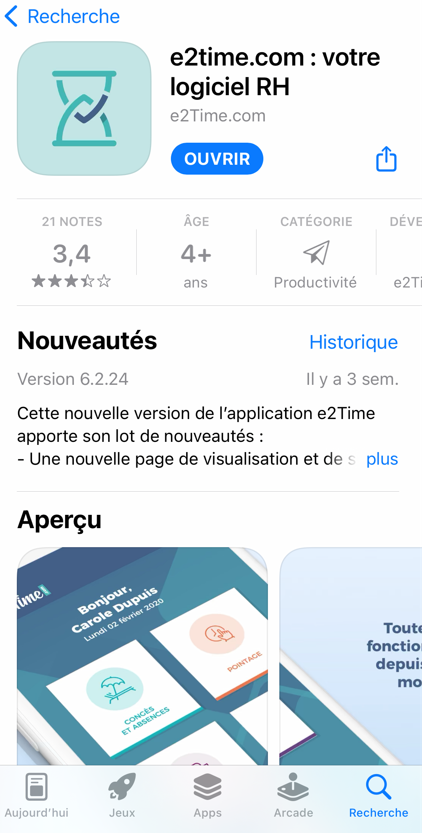 Recherche
e2time.com : votre
logiciel RH
e2Time.com
OUVRIR
21 NOTES
ÂGE
CATÉGORIE
DÉVE
3,4
4+
ans
Productivité
e2Ti
Nouveautés
Historique
Version 6.2.24
Il y a 3 sem.
Cette nouvelle version de l’application e2Time
apporte son lot de nouveautés :
- Une nouvelle page de visualisation et de s
plus
Aperçu
Time!
Bonjour,
Carole Dupuis
Lundi 02 février 2020
CONGÉS
ET ABSENCES
POINTAGE
Toute
fonction
depuis
mo
Aujourd’hui
Jeux
Apps
Arcade
Recherche